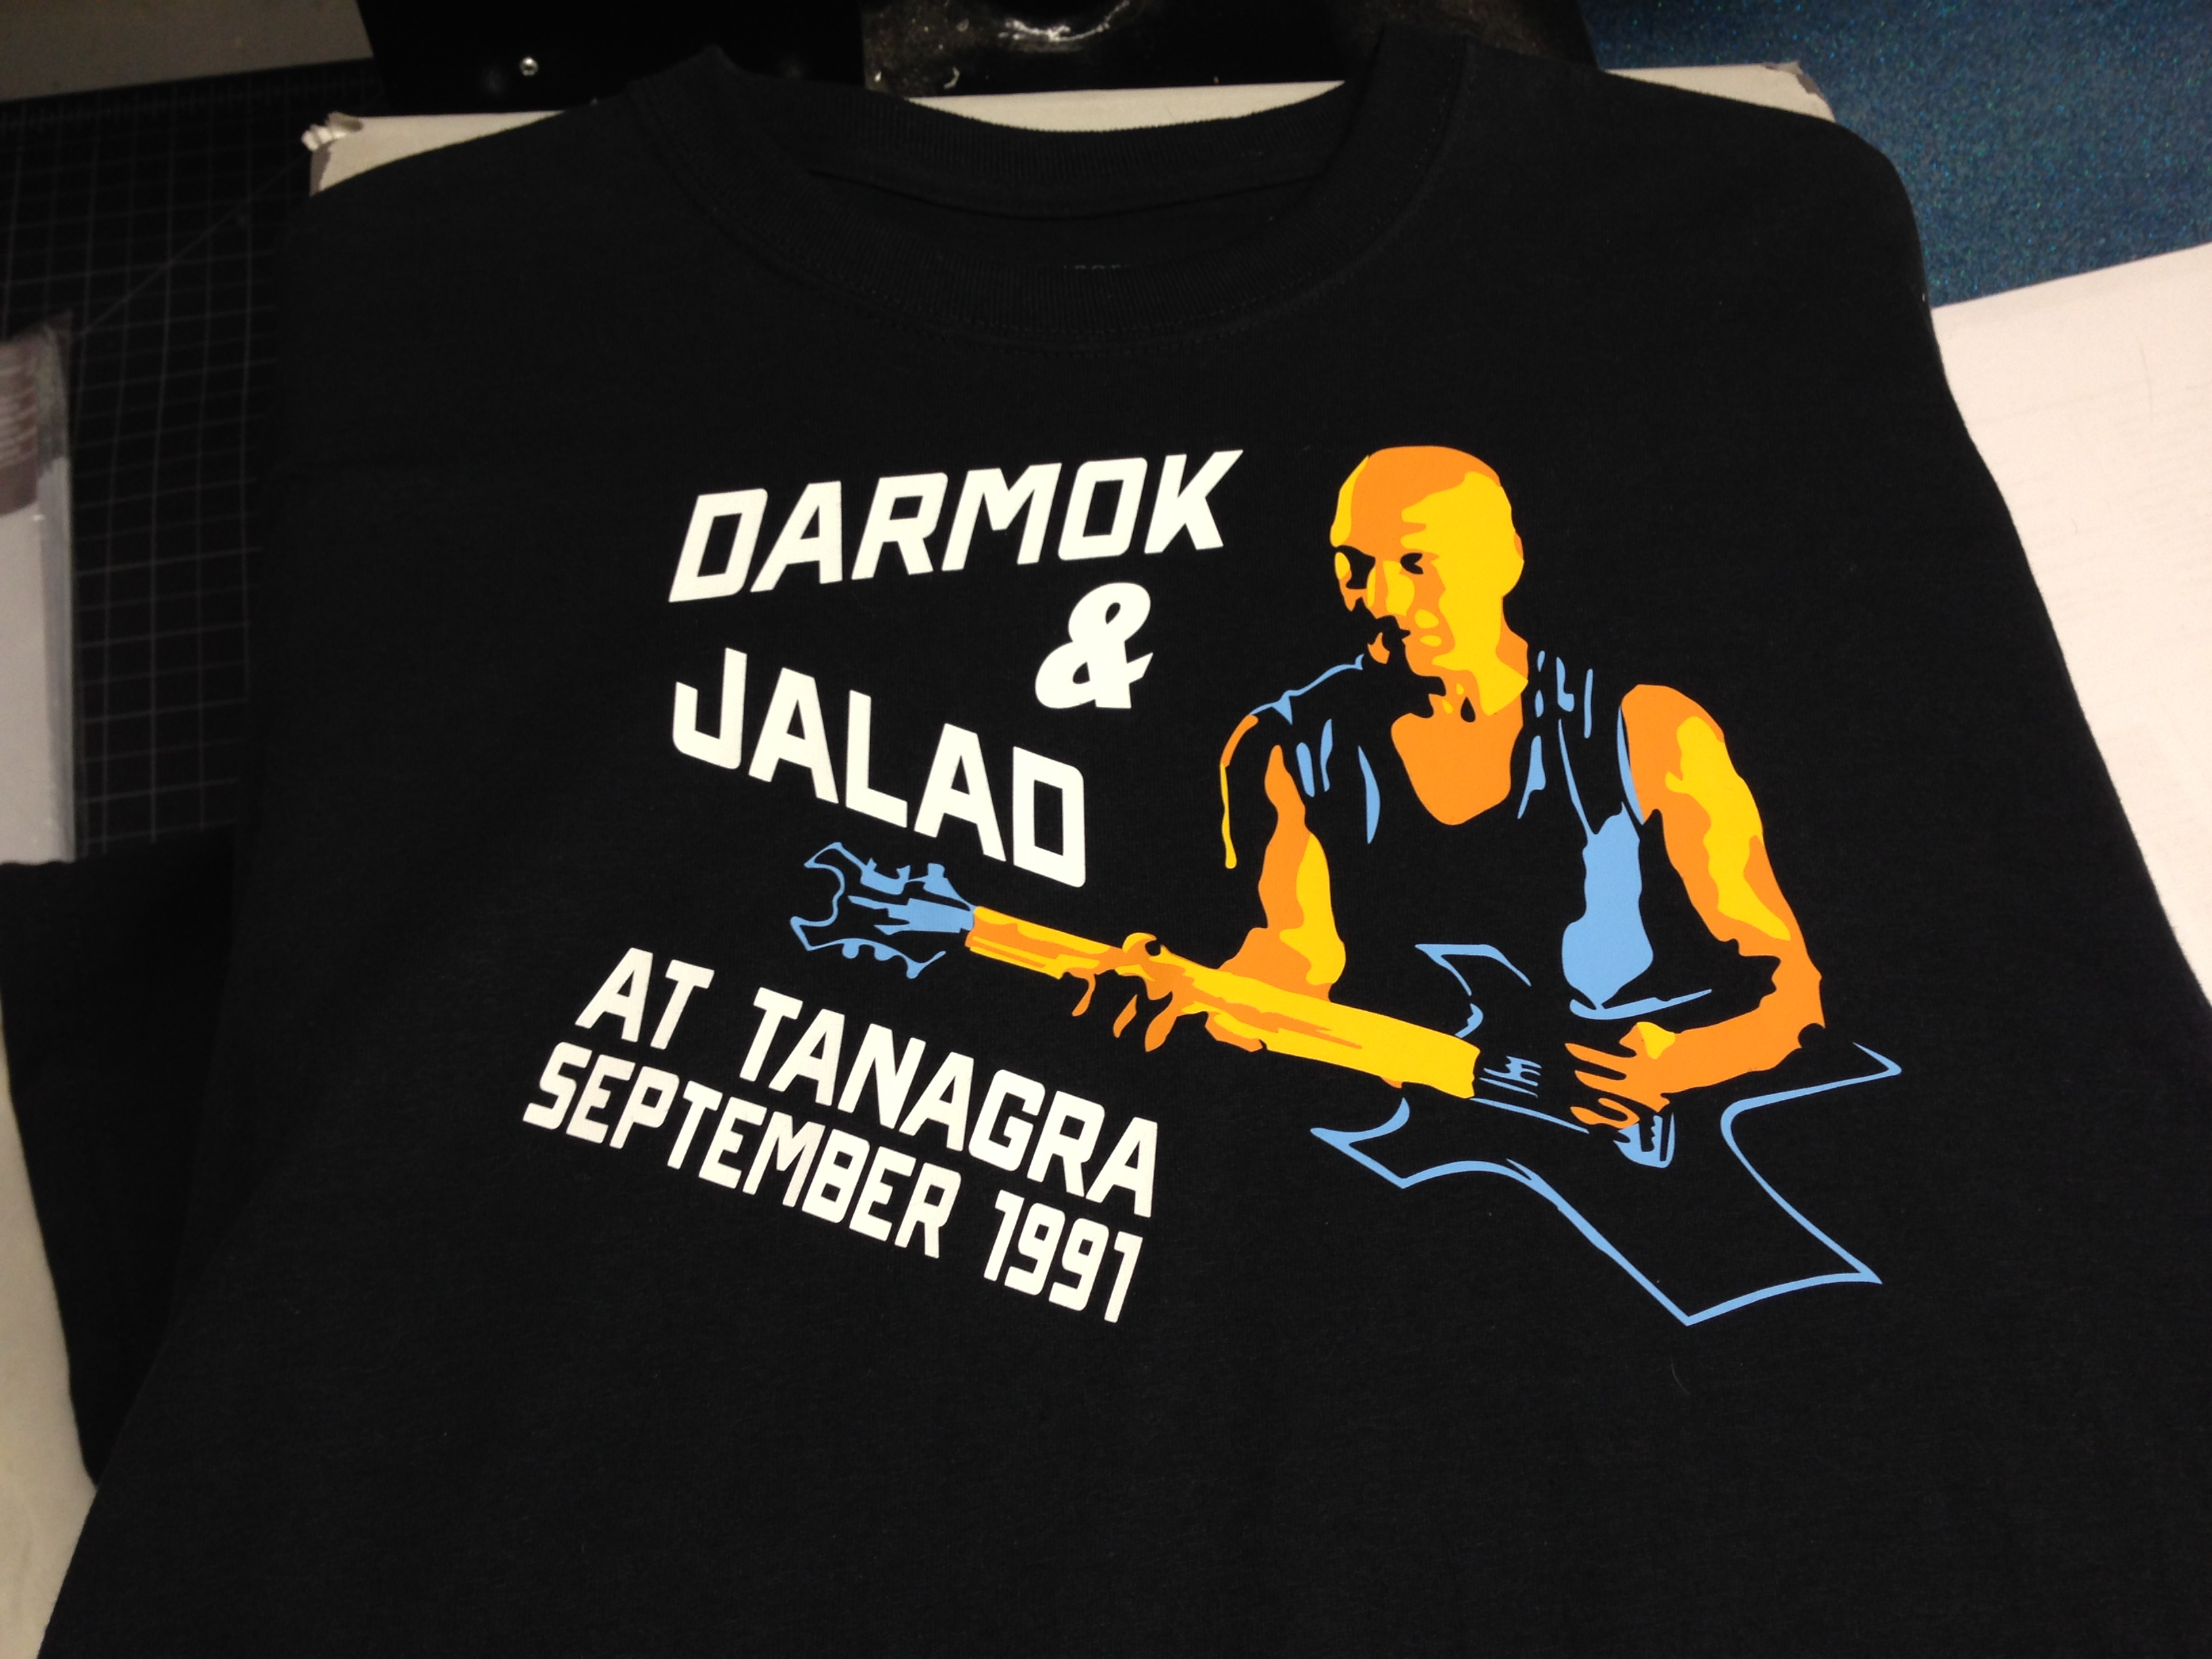 DARMOK
&
JALAD
AT TANAGRA
SEPTEMBER 1991